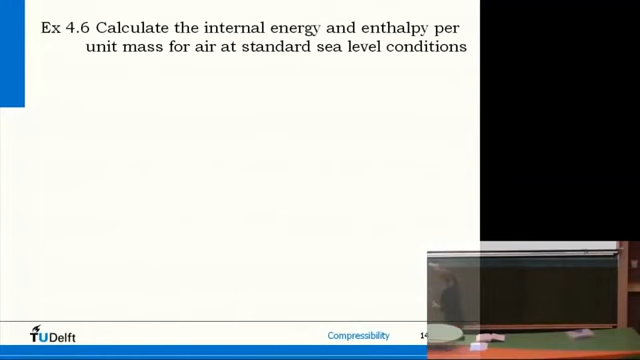 Ex 4.6 Calculate the internal energy and enthalpy per
unit mass for air at standard sea level conditions
TU Delft
Compressibility